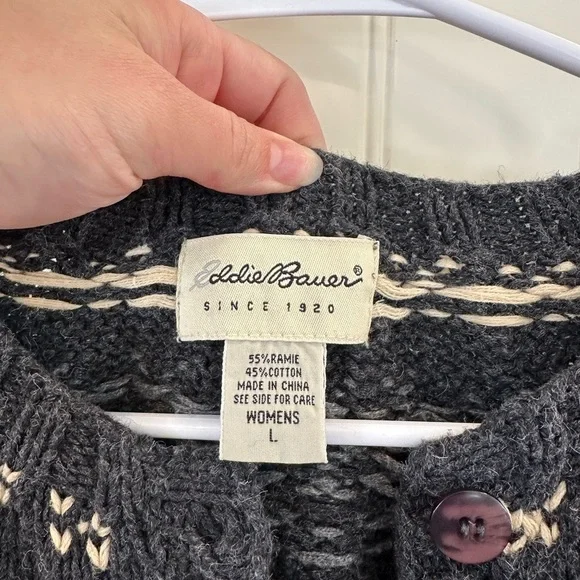 Eddie Bauer®
SINCE 1920
55%RAMIE
45%COTTON
MADE IN CHINA
SEE SIDE FOR CARE
WOMENS
L